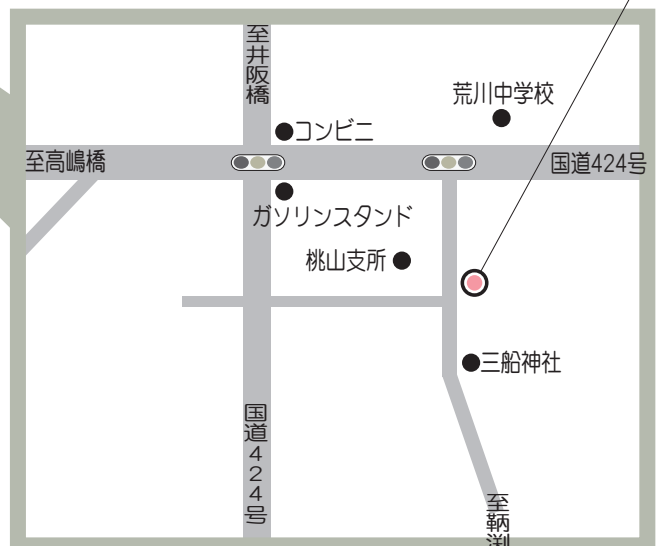 至井阪橋
荒川中学校
コンビニ
至高嶋橋
国道424号
ガソリンスタンド
桃山支所
三船神社
国道424号
至鞆渕